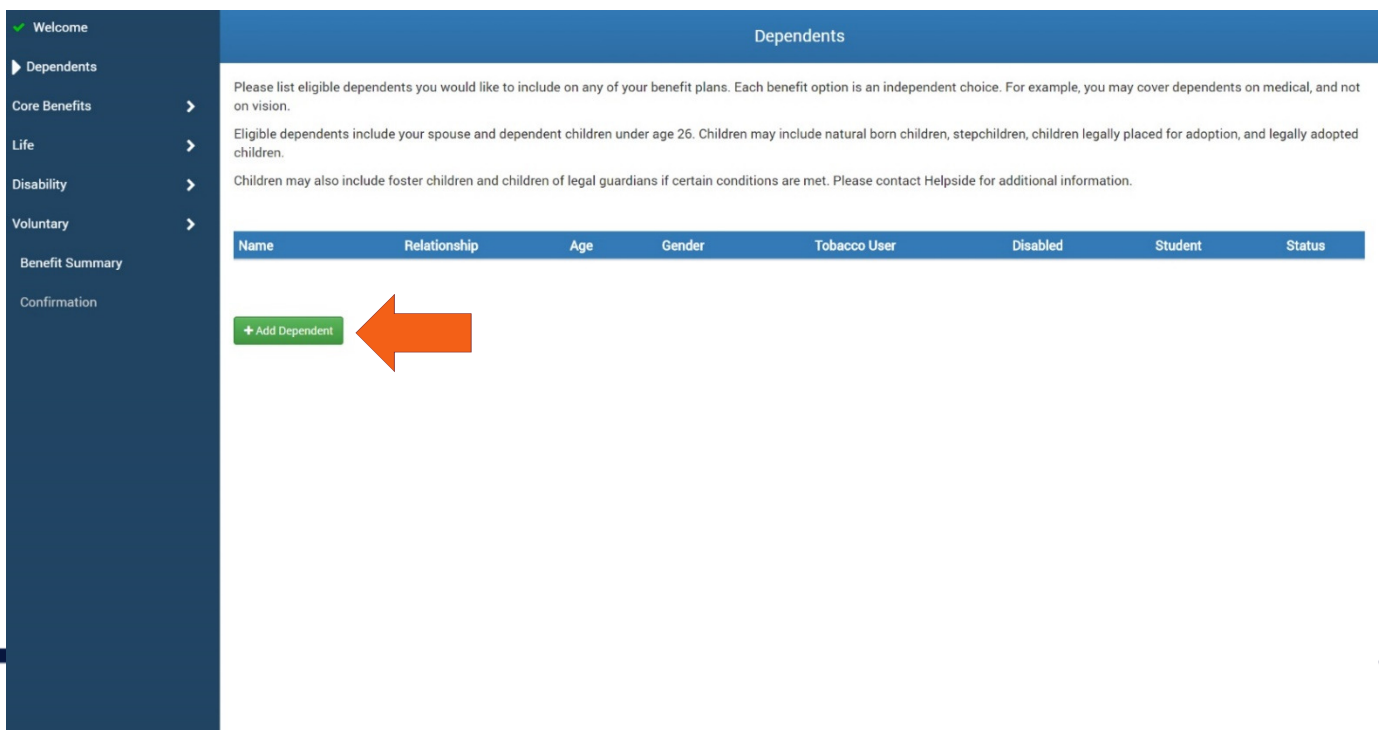 Welcome
Dependents
Core Benefits
Life
Disability
Voluntary
Benefit Summary
Confirmation
Dependents
Please list eligible dependents you would like to include on any of your benefit plans. Each benefit option is an independent choice. For example, you may cover dependents on medical, and not
on vision.
Eligible dependents include your spouse and dependent children under age 26. Children may include natural born children, stepchildren, children legally placed for adoption, and legally adopted
children.
Children may also include foster children and children of legal guardians if certain conditions are met. Please contact Helpside for additional information.
Name Relationship Age Gender Tobacco User Disabled Student Status
+ Add Dependent